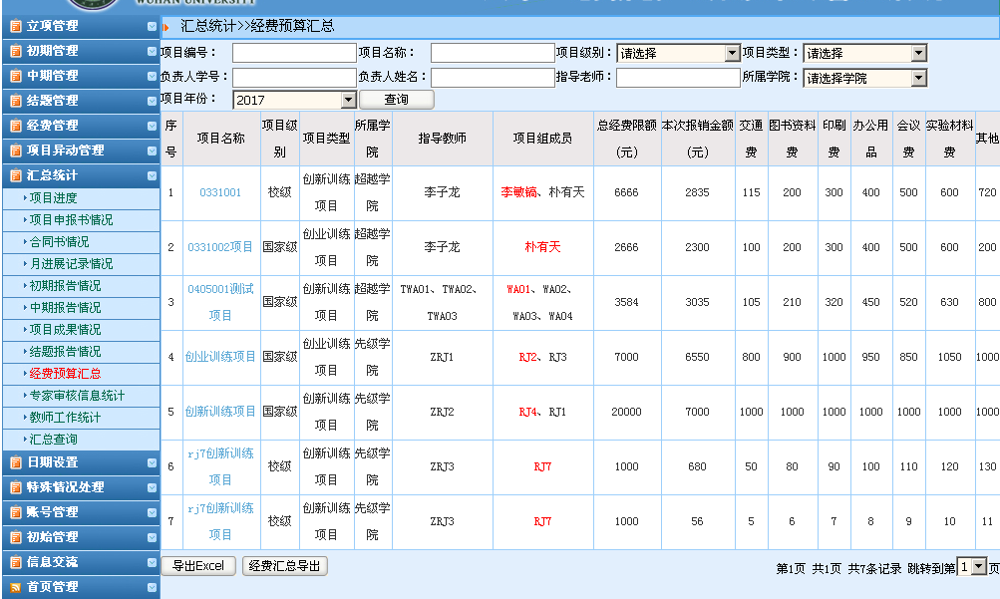 WUHAN UNIVERSITY
立项管理
初期管理
中期管理
结题管理
经费管理
项目异动管理
汇总统计
项目进度
项目申报书情况
合同书情况
月进展记录情况
初期报告情况
中期报告情况
项目成果情况
结题报告情况
经费预算汇总
专家审核信息统计
教师工作统计
汇总查询
日期设置
特殊情况处理
账号管理
初始管理
信息交流
首页管理
汇总统计>>经费预算汇总
项目编号： 项目名称： 项目级别： 请选择 项目类型： 请选择
负责人学号： 负责人姓名： 指导老师： 所属学院： 请选择学院
项目年份： 2017 查询
序号 项目名称 项目级别 项目类型 所属学院 指导教师 项目组成员 总经费限额（元） 本次报销金额（元） 交通费 图书资料费 印刷费 办公用品 会议费 实验材料费 其他
1 0331001 校级 创新训练项目 超越学院 李子龙 李敏镐、朴有天 6666 2835 115 200 300 400 500 600 720
2 0331002项目 国家级 创业训练项目 超越学院 李子龙 朴有天 2666 2300 100 200 300 400 500 600 200
3 0405001测试项目 国家级 创新训练项目 超越学院 TWA01、TWA02、TWA03 WA01、WA02、WA03、WA04 3584 3035 105 210 320 450 520 630 800
4 创业训练项目 国家级 创业训练项目 先级学院 ZRJ1 RJ2、RJ3 7000 6550 800 900 1000 950 850 1050 1000
5 创新训练项目 国家级 创新训练项目 先级学院 ZRJ2 RJ4、RJ1 20000 7000 1000 1000 1000 1000 1000 1000 1000
6 rj7创新训练项目 校级 创新训练项目 先级学院 ZRJ3 RJ7 1000 680 50 80 90 100 110 120 130
7 rj7创新训练项目 校级 创新训练项目 先级学院 ZRJ3 RJ7 1000 56 5 6 7 8 9 10 11
导出Excel 经费汇总导出
第1页 共1页 共7条记录 跳转到第 1 页